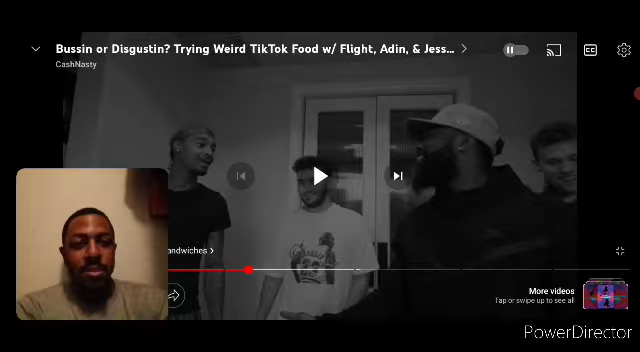 Bussin or Disgustin? Trying Weird TikTok Food w/ Flight, Adin, & Jess...
CashNasty
CC
andwiches
More videos
Tap or swipe up to see all
PowerDirector